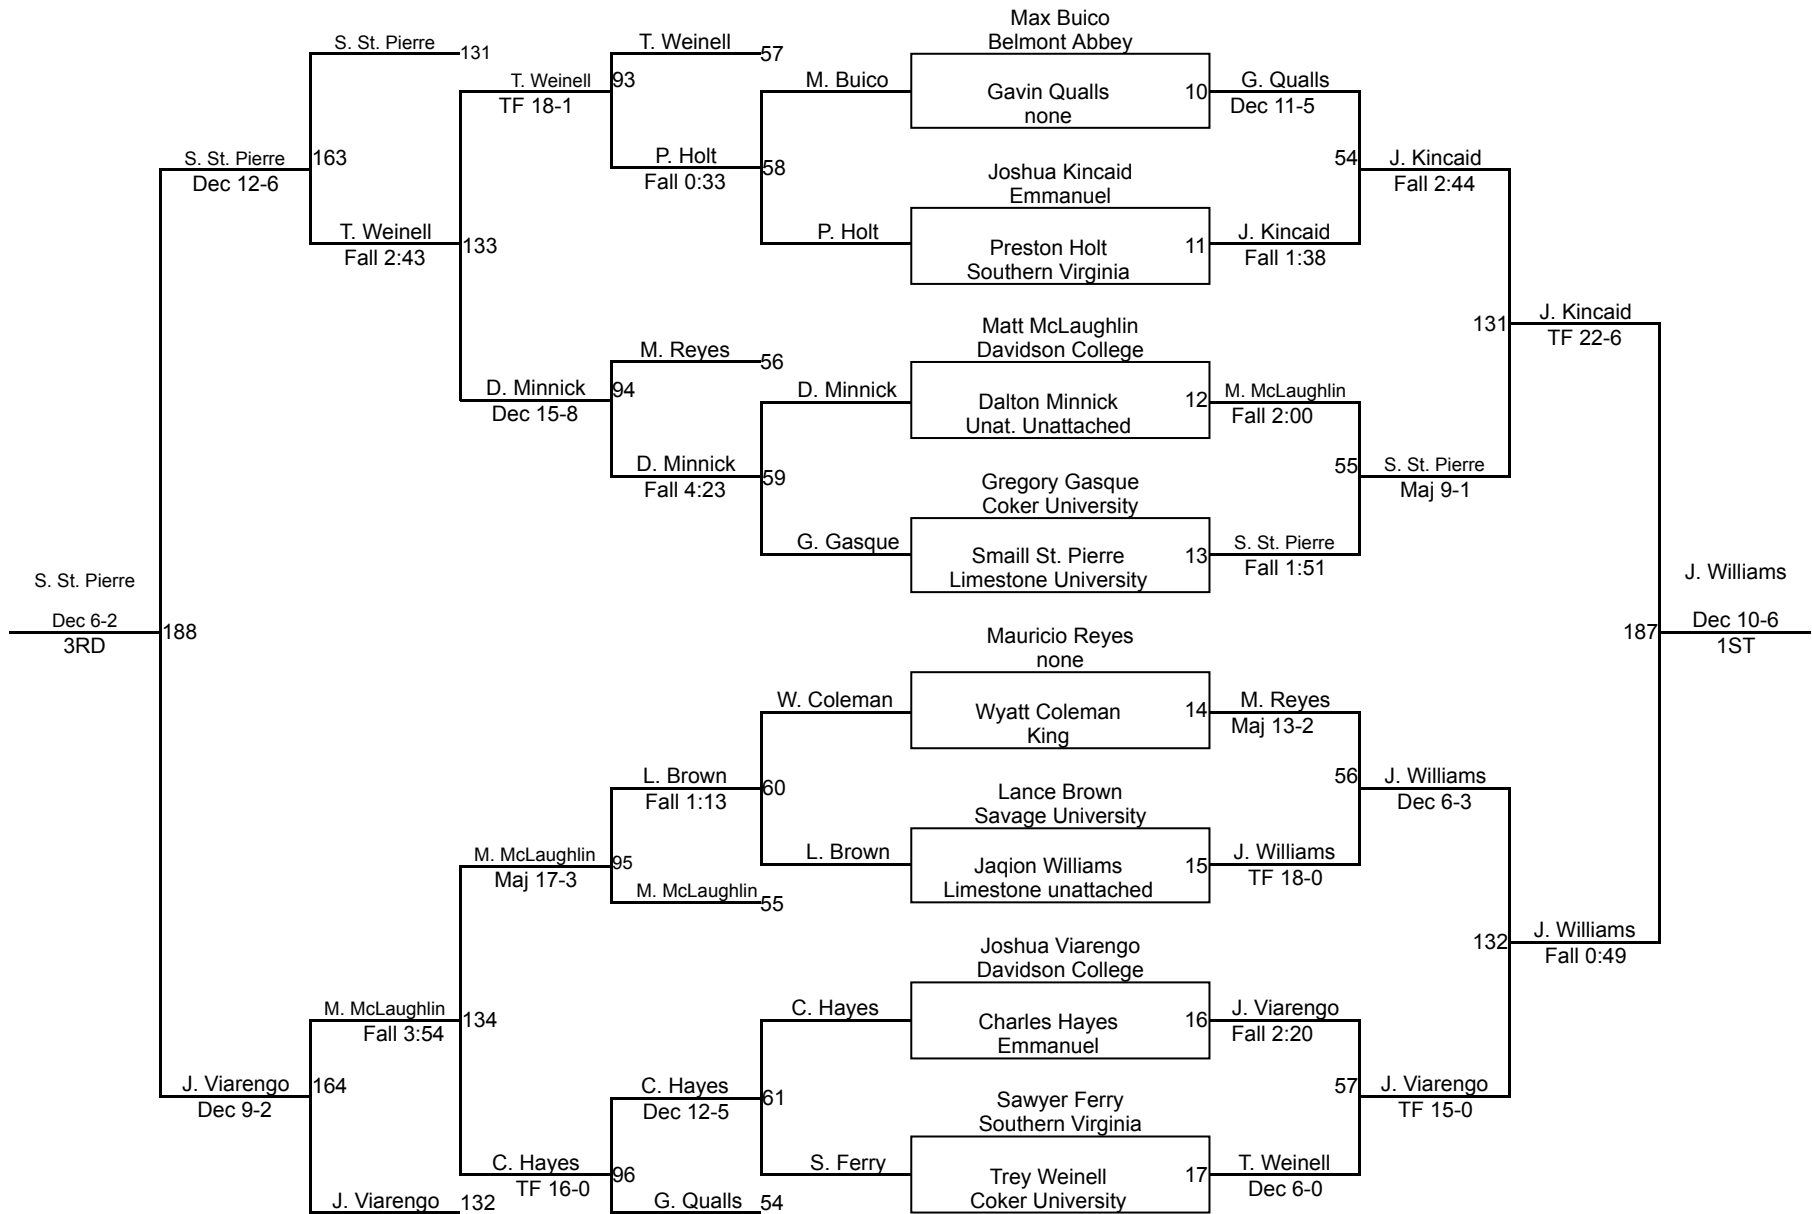 Max Buico
Belmont Abbey
S. St. Pierre
131
T. Weinell
57
T. Weinell
93
TF 18-1
M. Buico
Gavin Qualls
none
10
G. Qualls
Dec 11-5
S. St. Pierre
163
Dec 12-6
P. Holt
58
Fall 0:33
Joshua Kincaid
Emmanuel
54
J. Kincaid
Fall 2:44
T. Weinell
133
Fall 2:43
P. Holt
Preston Holt
Southern Virginia
11
J. Kincaid
Fall 1:38
Matt McLaughlin
Davidson College
131
J. Kincaid
TF 22-6
M. Reyes
56
D. Minnick
94
Dec 15-8
D. Minnick
Dalton Minnick
Unat. Unattached
12
M. McLaughlin
Fall 2:00
D. Minnick
59
Fall 4:23
Gregory Gasque
Coker University
55
S. St. Pierre
Maj 9-1
G. Gasque
Smaill St. Pierre
Limestone University
13
S. St. Pierre
Fall 1:51
S. St. Pierre
Dec 6-2
188
3RD
J. Williams
187
Dec 10-6
1ST
Mauricio Reyes
none
W. Coleman
Wyatt Coleman
King
14
M. Reyes
Maj 13-2
L. Brown
60
Fall 1:13
Lance Brown
Savage University
56
J. Williams
Dec 6-3
M. McLaughlin
95
Maj 17-3
L. Brown
Jaqion Williams
Limestone unattached
15
J. Williams
TF 18-0
M. McLaughlin
55
Joshua Viarengo
Davidson College
132
J. Williams
Fall 0:49
M. McLaughlin
134
Fall 3:54
C. Hayes
Charles Hayes
Emmanuel
16
J. Viarengo
Fall 2:20
J. Viarengo
164
Dec 9-2
C. Hayes
61
Dec 12-5
Sawyer Ferry
Southern Virginia
57
J. Viarengo
TF 15-0
C. Hayes
96
TF 16-0
S. Ferry
Trey Weinell
Coker University
17
T. Weinell
Dec 6-0
J. Viarengo
132
G. Qualls
54